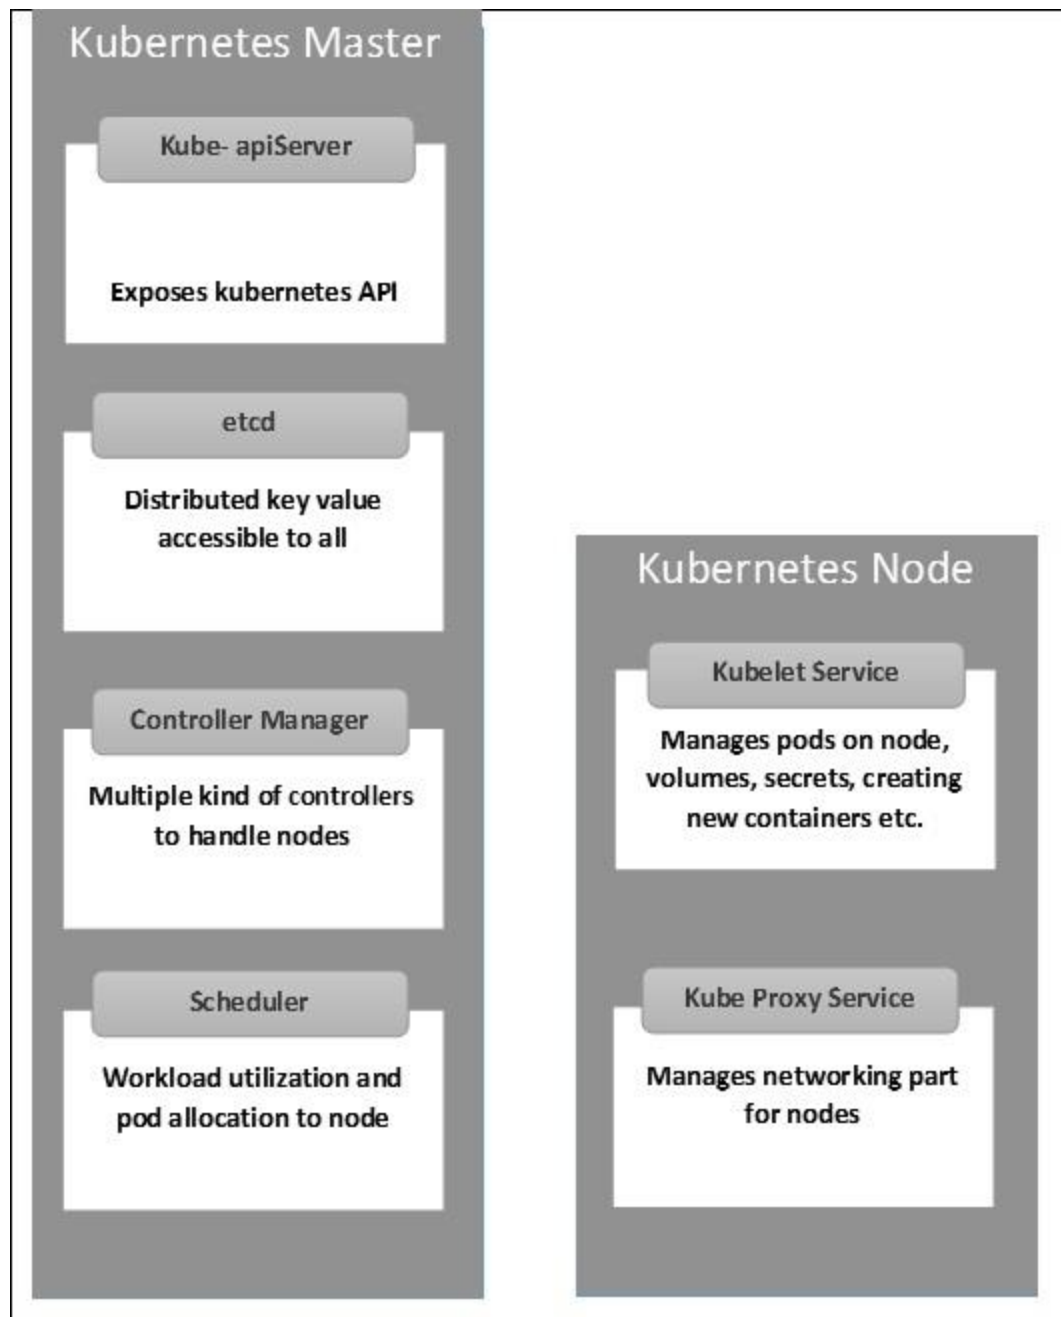 Kubernetes Master
Kube- apiServer
Exposes kubernetes API
etcd
Distributed key value
accessible to all
Controller Manager
Multiple kind of controllers
to handle nodes
Scheduler
Workload utilization and
pod allocation to node
Kubernetes Node
Kubelet Service
Manages pods on node,
volumes, secrets, creating
new containers etc.
Kube Proxy Service
Manages networking part
for nodes